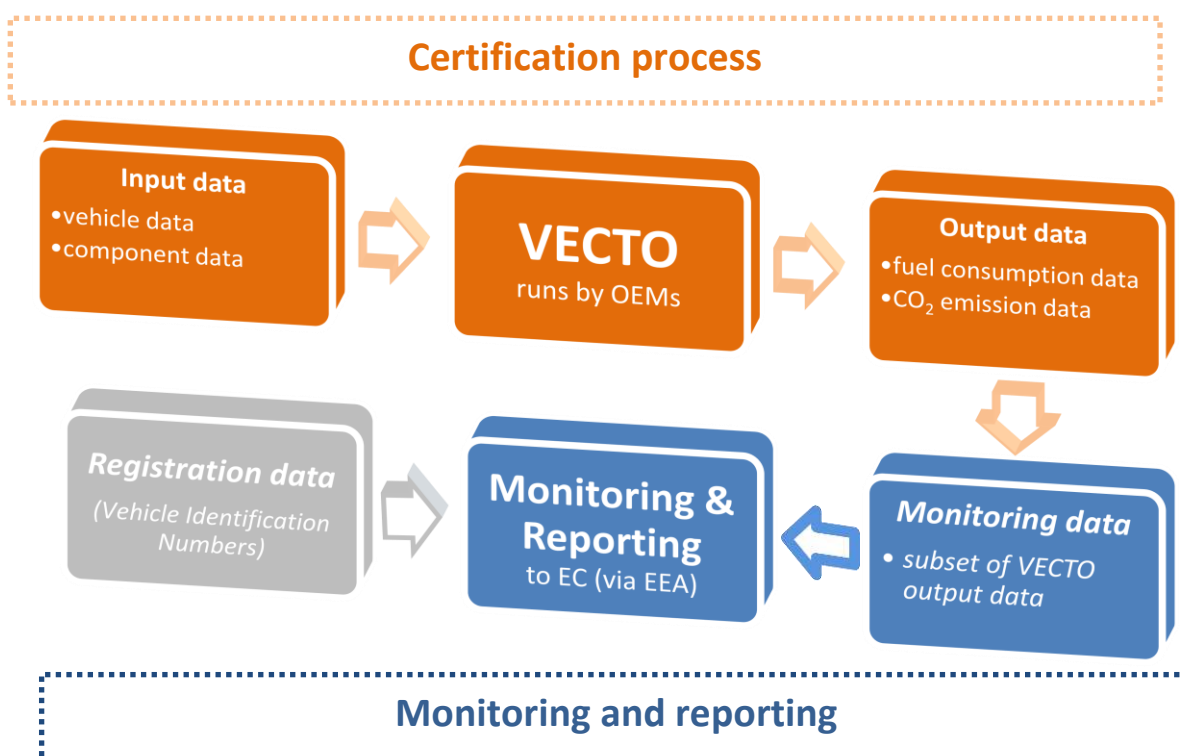 Certification process
Input data
•vehicle data
•component data
VECTO
runs by OEMs
Output data
•fuel consumption data
•CO₂ emission data
Registration data
(Vehicle Identification
Numbers)
Monitoring &
Reporting
to EC (via EEA)
Monitoring data
• subset of VECTO
output data
Monitoring and reporting